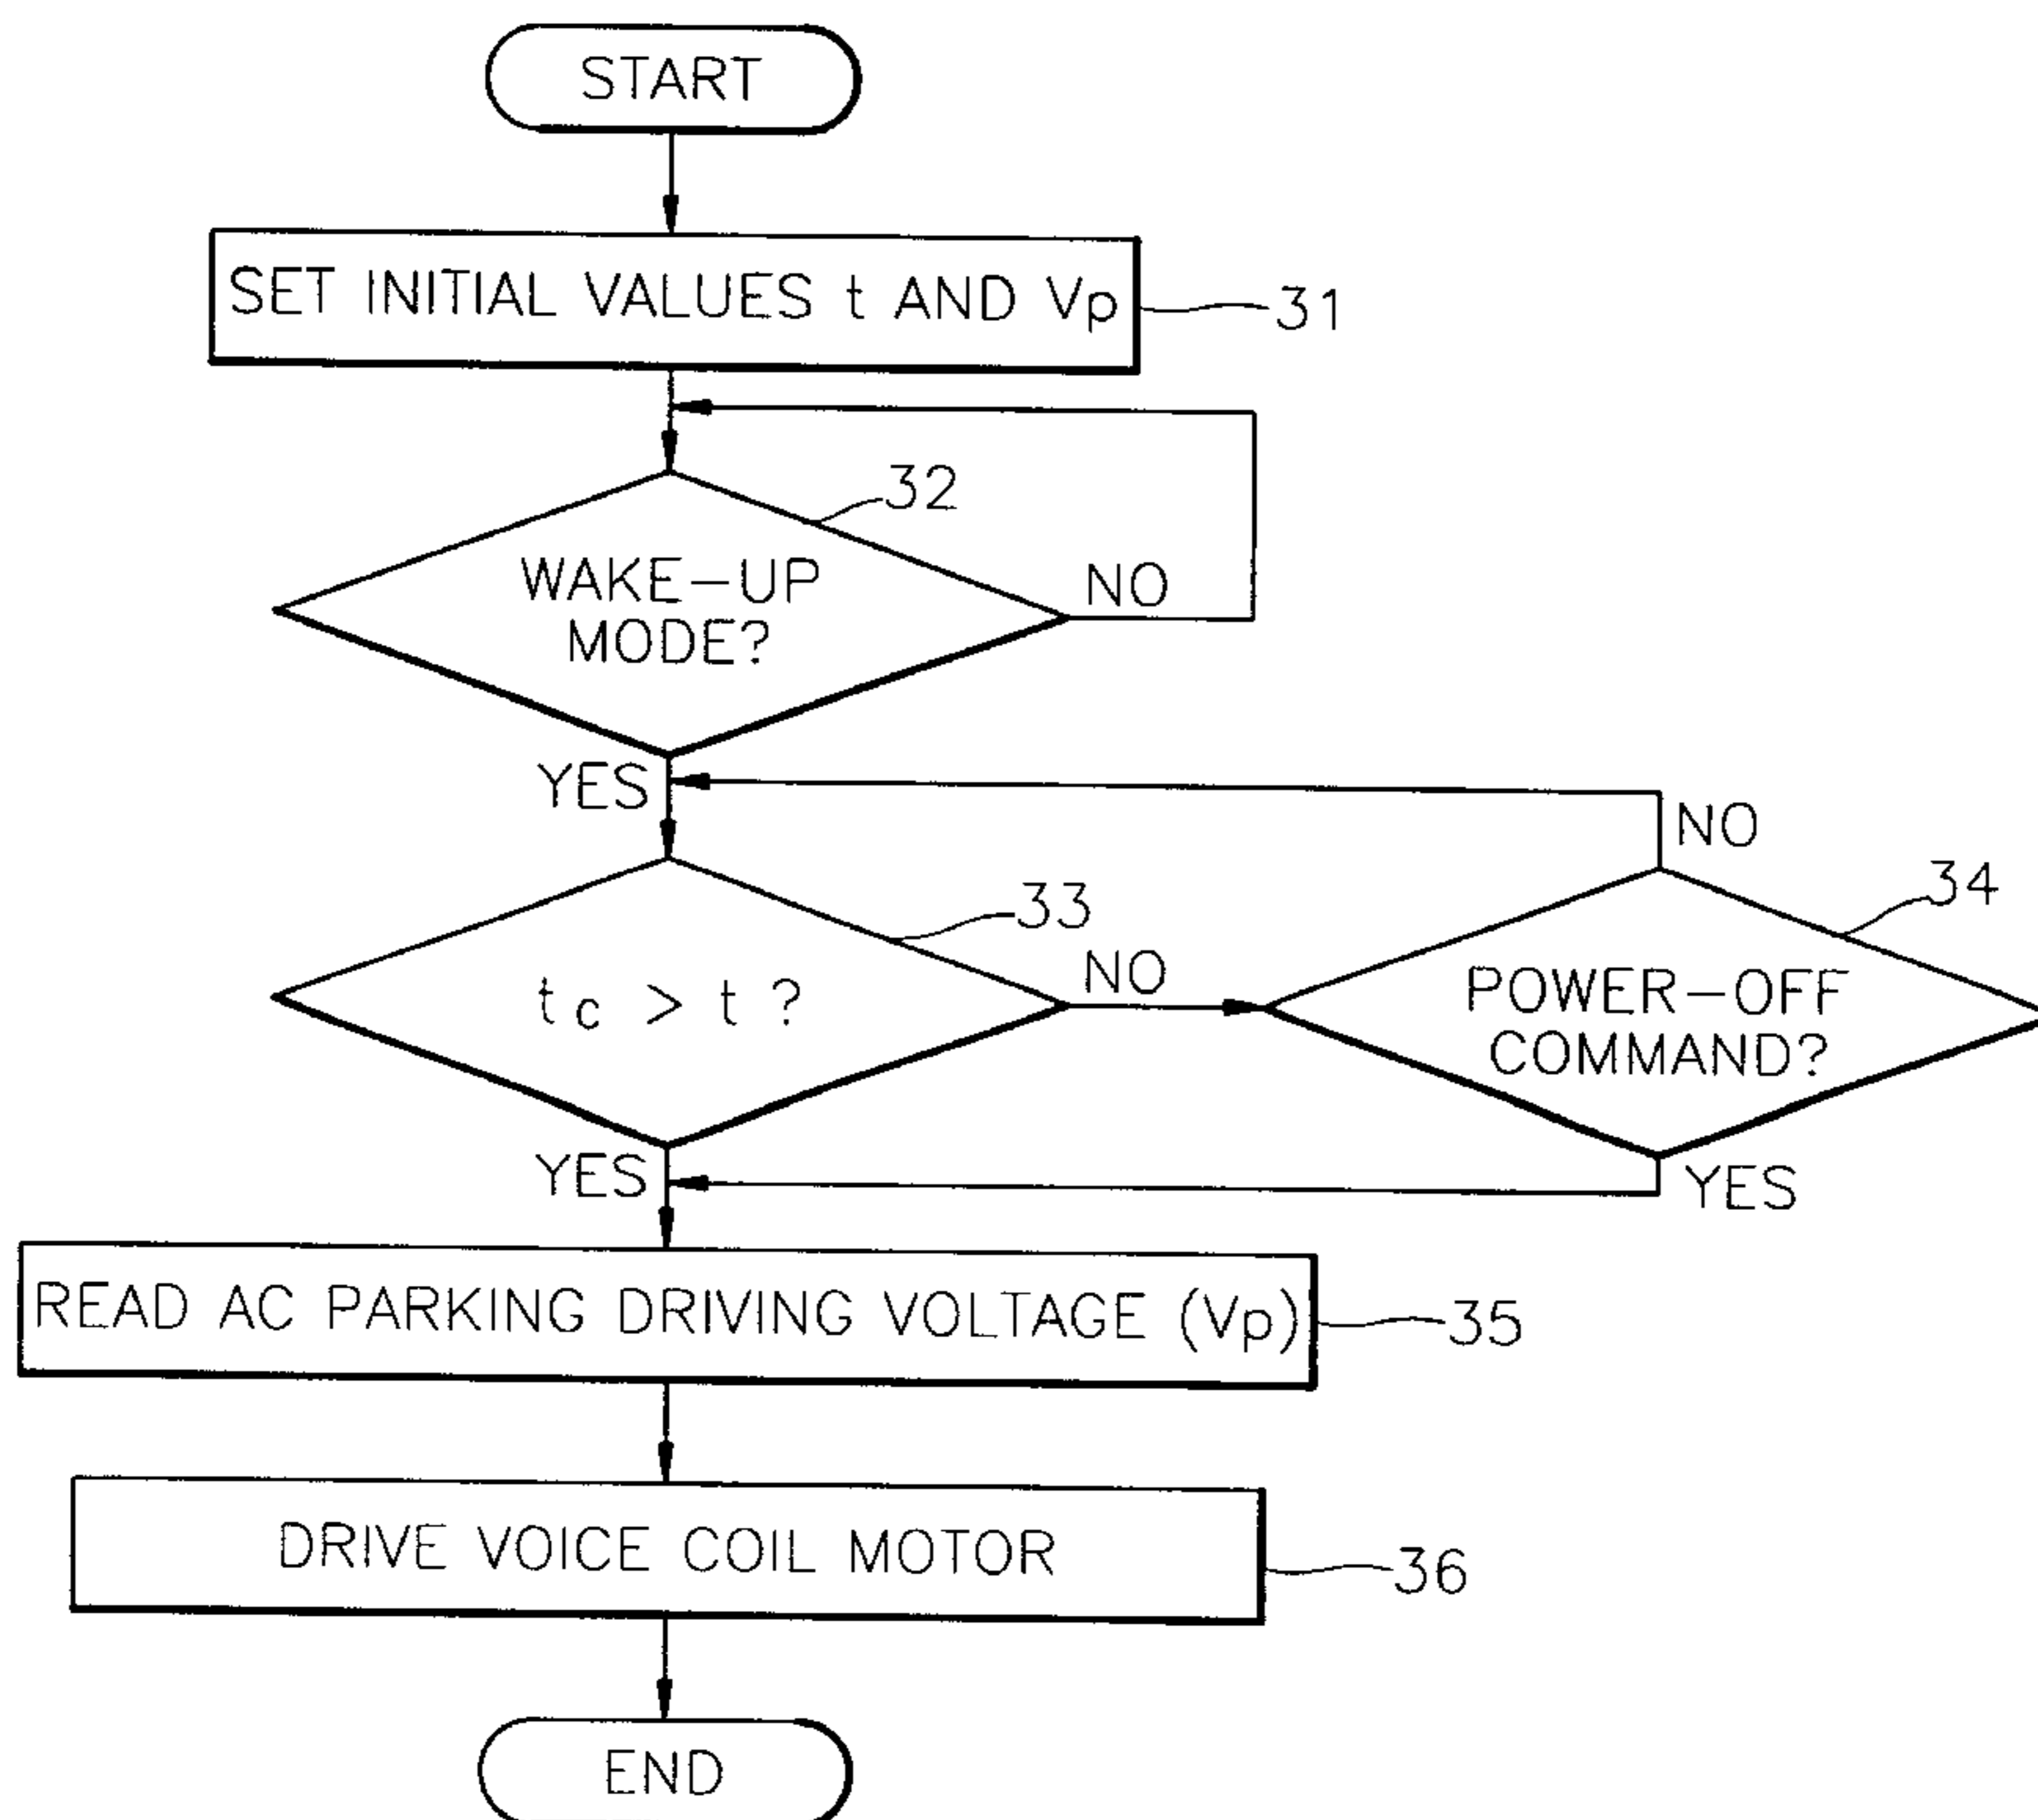 START
SET INITIAL VALUES t AND Vp
31
32
WAKE-UP
MODE?
NO
YES
NO
33
34
tc > t ?
NO
POWER-OFF
COMMAND?
YES
YES
READ AC PARKING DRIVING VOLTAGE (Vp)
35
DRIVE VOICE COIL MOTOR
36
END